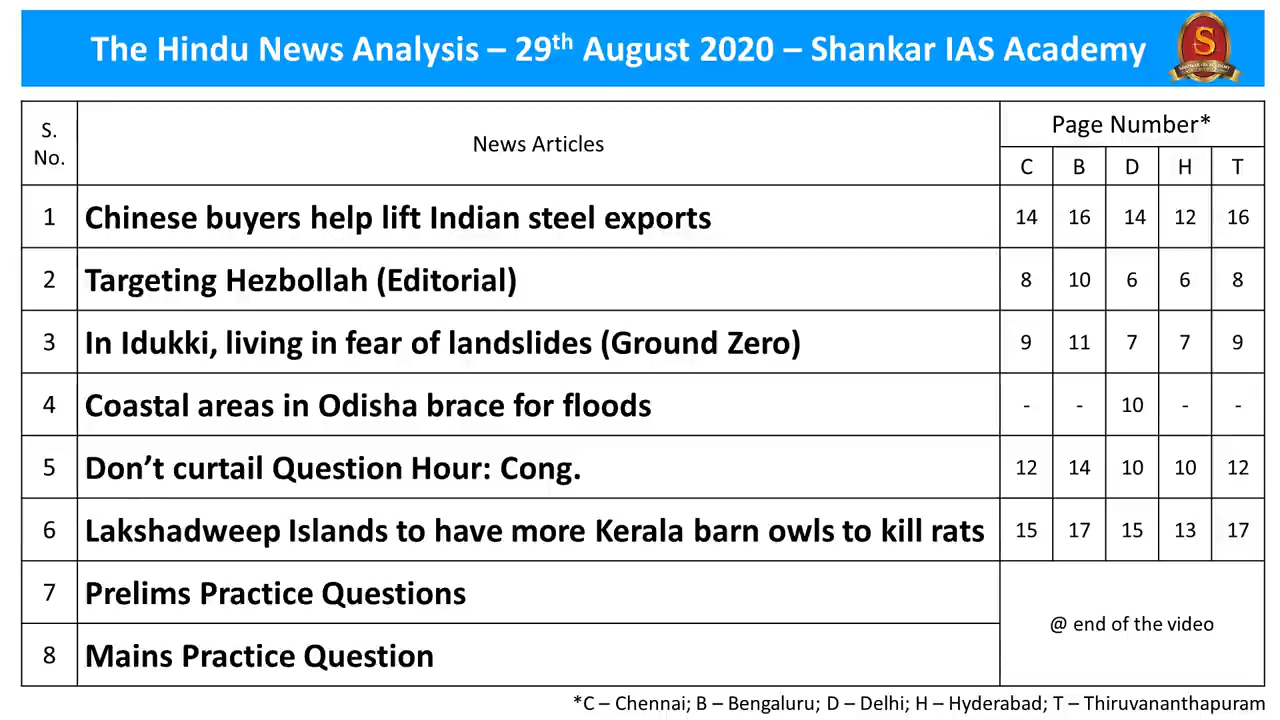 The Hindu News Analysis – 29th August 2020 – Shankar IAS Academy
S
S. No. News Articles Page Number*
C B D H T
1 Chinese buyers help lift Indian steel exports 14 16 14 12 16
2 Targeting Hezbollah (Editorial) 8 10 6 6 8
3 In Idukki, living in fear of landslides (Ground Zero) 9 11 7 7 9
4 Coastal areas in Odisha brace for floods - - 10 - -
5 Don’t curtail Question Hour: Cong. 12 14 10 10 12
6 Lakshadweep Islands to have more Kerala barn owls to kill rats 15 17 15 13 17
7 Prelims Practice Questions
@ end of the video
8 Mains Practice Question
*C – Chennai; B – Bengaluru; D – Delhi; H – Hyderabad; T – Thiruvananthapuram